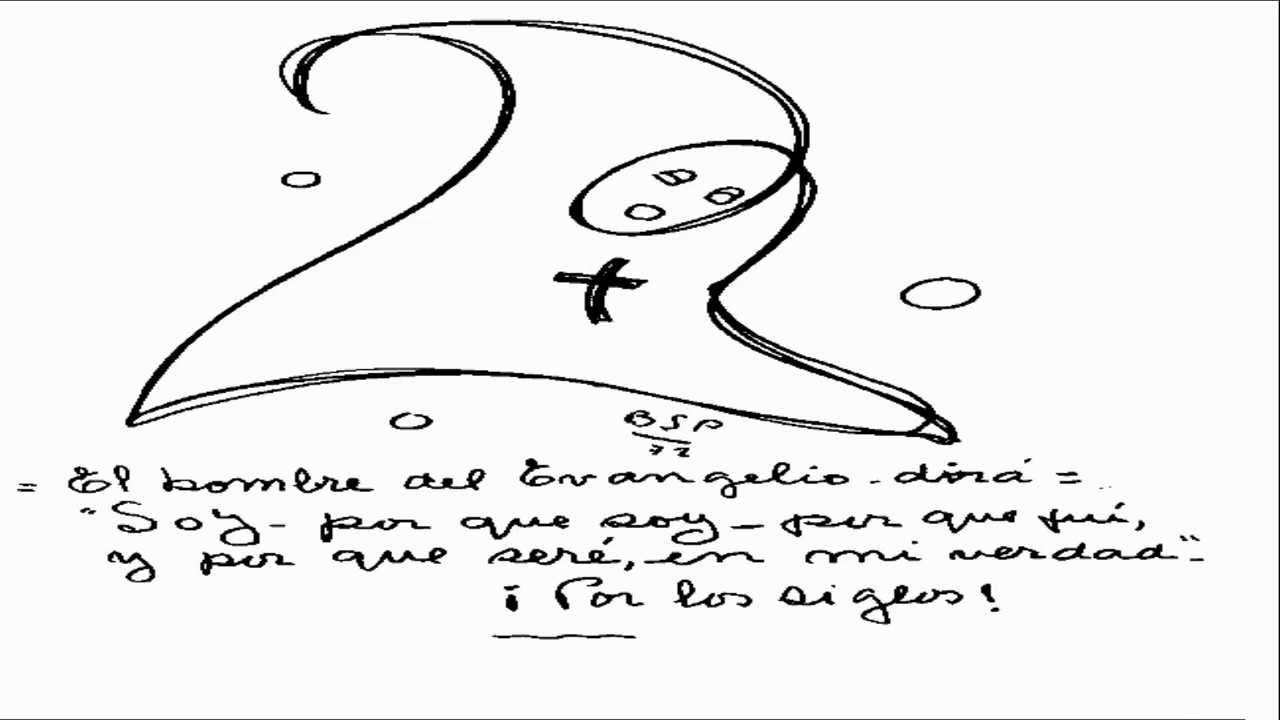 BSP
72
= El hombre del Evangelio - dirá =
"Soy - por que soy - por que fuí,
y por que seré, en mi verdad".-
¡Por los siglos!